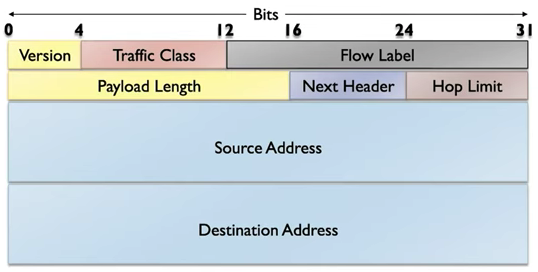 Bits
0 4 12 16 24 31
Version Traffic Class Flow Label
Payload Length Next Header Hop Limit
Source Address
Destination Address